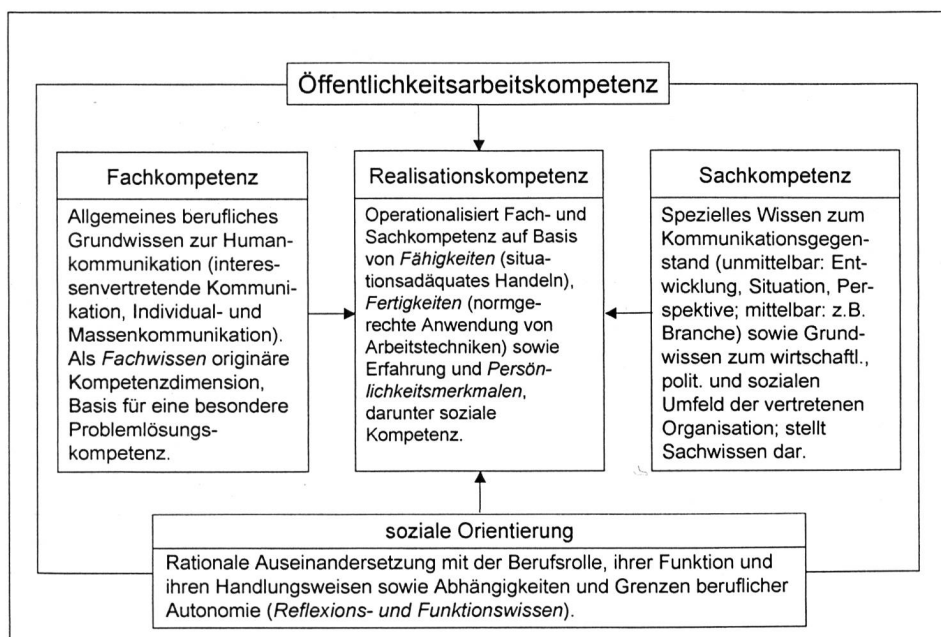 Öffentlichkeitsarbeitskompetenz
Fachkompetenz
Allgemeines berufliches
Grundwissen zur Human-
kommunikation (interes-
senvertretende Kommuni-
kation, Individual- und
Massenkommunikation).
Als Fachwissen originäre
Kompetenzdimension,
Basis für eine besondere
Problemlösungs-
kompetenz.
Realisationskompetenz
Operationalisiert Fach- und
Sachkompetenz auf Basis
von Fähigkeiten (situa-
tionsadäquates Handeln),
Fertigkeiten (normge-
rechte Anwendung von
Arbeitstechniken) sowie
Erfahrung und Persön-
lichkeitsmerkmalen,
darunter soziale
Kompetenz.
Sachkompetenz
Spezielles Wissen zum
Kommunikationsgegen-
stand (unmittelbar: Ent-
wicklung, Situation, Per-
spektive; mittelbar: z.B.
Branche) sowie Grund-
wissen zum wirtschaftl.,
polit. und sozialen
Umfeld der vertretenen
Organisation; stellt
Sachwissen dar.
soziale Orientierung
Rationale Auseinandersetzung mit der Berufsrolle, ihrer Funktion und
ihren Handlungsweisen sowie Abhängigkeiten und Grenzen beruflicher
Autonomie (Reflexions- und Funktionswissen).